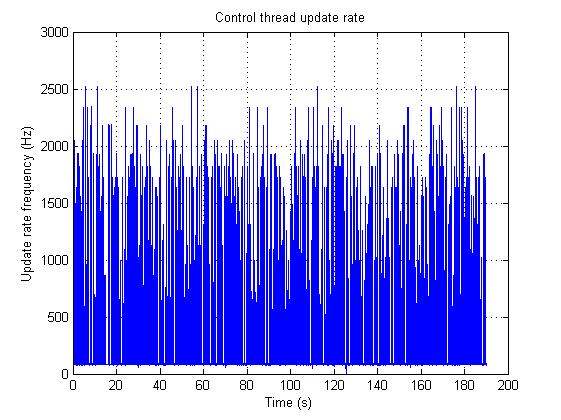 Control thread update rate
3000
2500
2000
1500
1000
500
0
Update rate frequency (Hz)
0 20 40 60 80 100 120 140 160 180 200
Time (s)